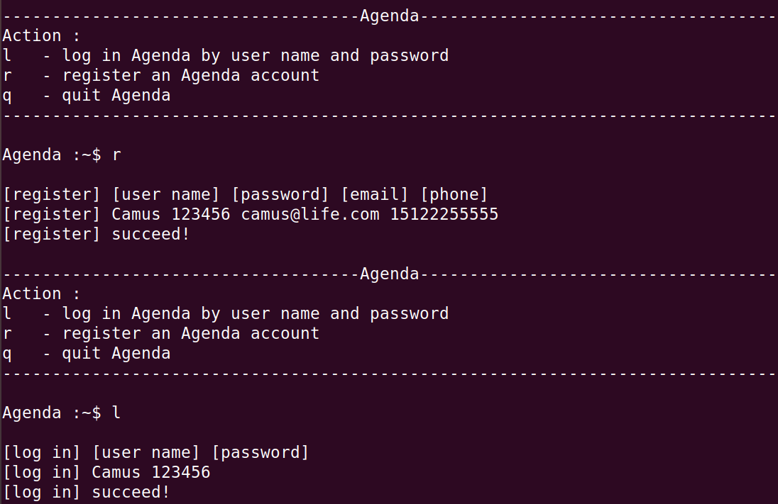 ------------------------------------Agenda------------------------------------
Action :
l   - log in Agenda by user name and password
r   - register an Agenda account
q   - quit Agenda
------------------------------------------------------------------------------
Agenda :~$ r
[register] [user name] [password] [email] [phone]
[register] Camus 123456 camus@life.com 15122255555
[register] succeed!
------------------------------------Agenda------------------------------------
Action :
l   - log in Agenda by user name and password
r   - register an Agenda account
q   - quit Agenda
------------------------------------------------------------------------------
Agenda :~$ l
[log in] [user name] [password]
[log in] Camus 123456
[log in] succeed!